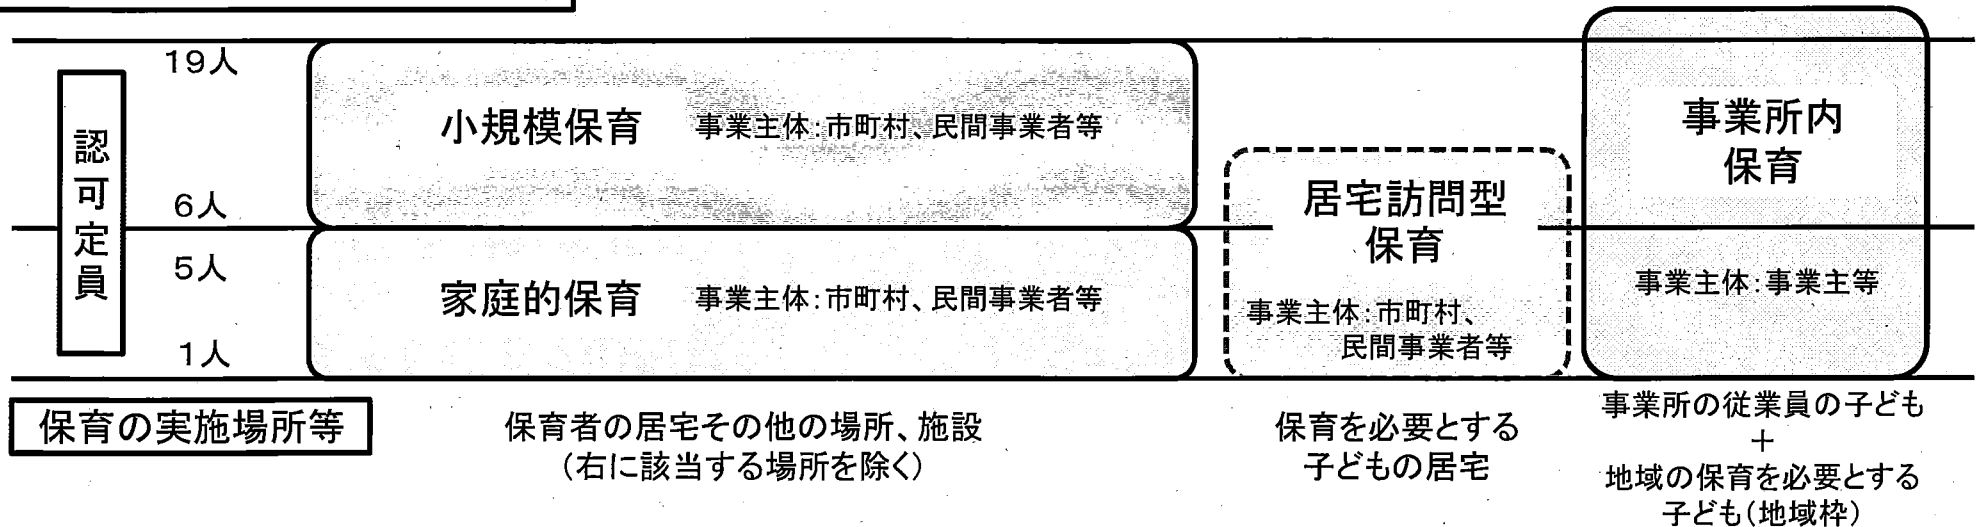 認可定員
19人
6人
5人
1人
小規模保育 事業主体:市町村、民間事業者等
家庭的保育 事業主体:市町村、民間事業者等
居宅訪問型
保育
事業主体:市町村、
民間事業者等
事業所内
保育
事業主体:事業主等
保育の実施場所等
保育者の居宅その他の場所、施設
(右に該当する場所を除く)
保育を必要とする
子どもの居宅
事業所の従業員の子ども
+
地域の保育を必要とする
子ども(地域枠)